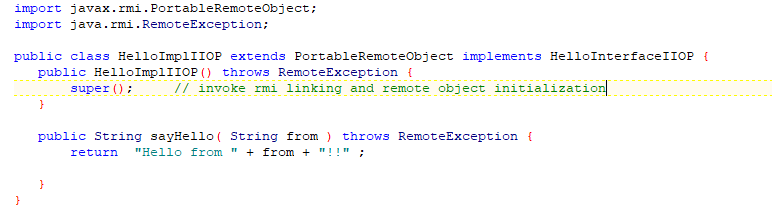 import javax.rmi.PortableRemoteObject;
import java.rmi.RemoteException;
public class HelloImplIIOP extends PortableRemoteObject implements HelloInterfaceIIOP {
public HelloImplIIOP() throws RemoteException {
super();     // invoke rmi linking and remote object initialization
}
public String sayHello( String from ) throws RemoteException {
return  "Hello from " + from + "!!" ;
}
}